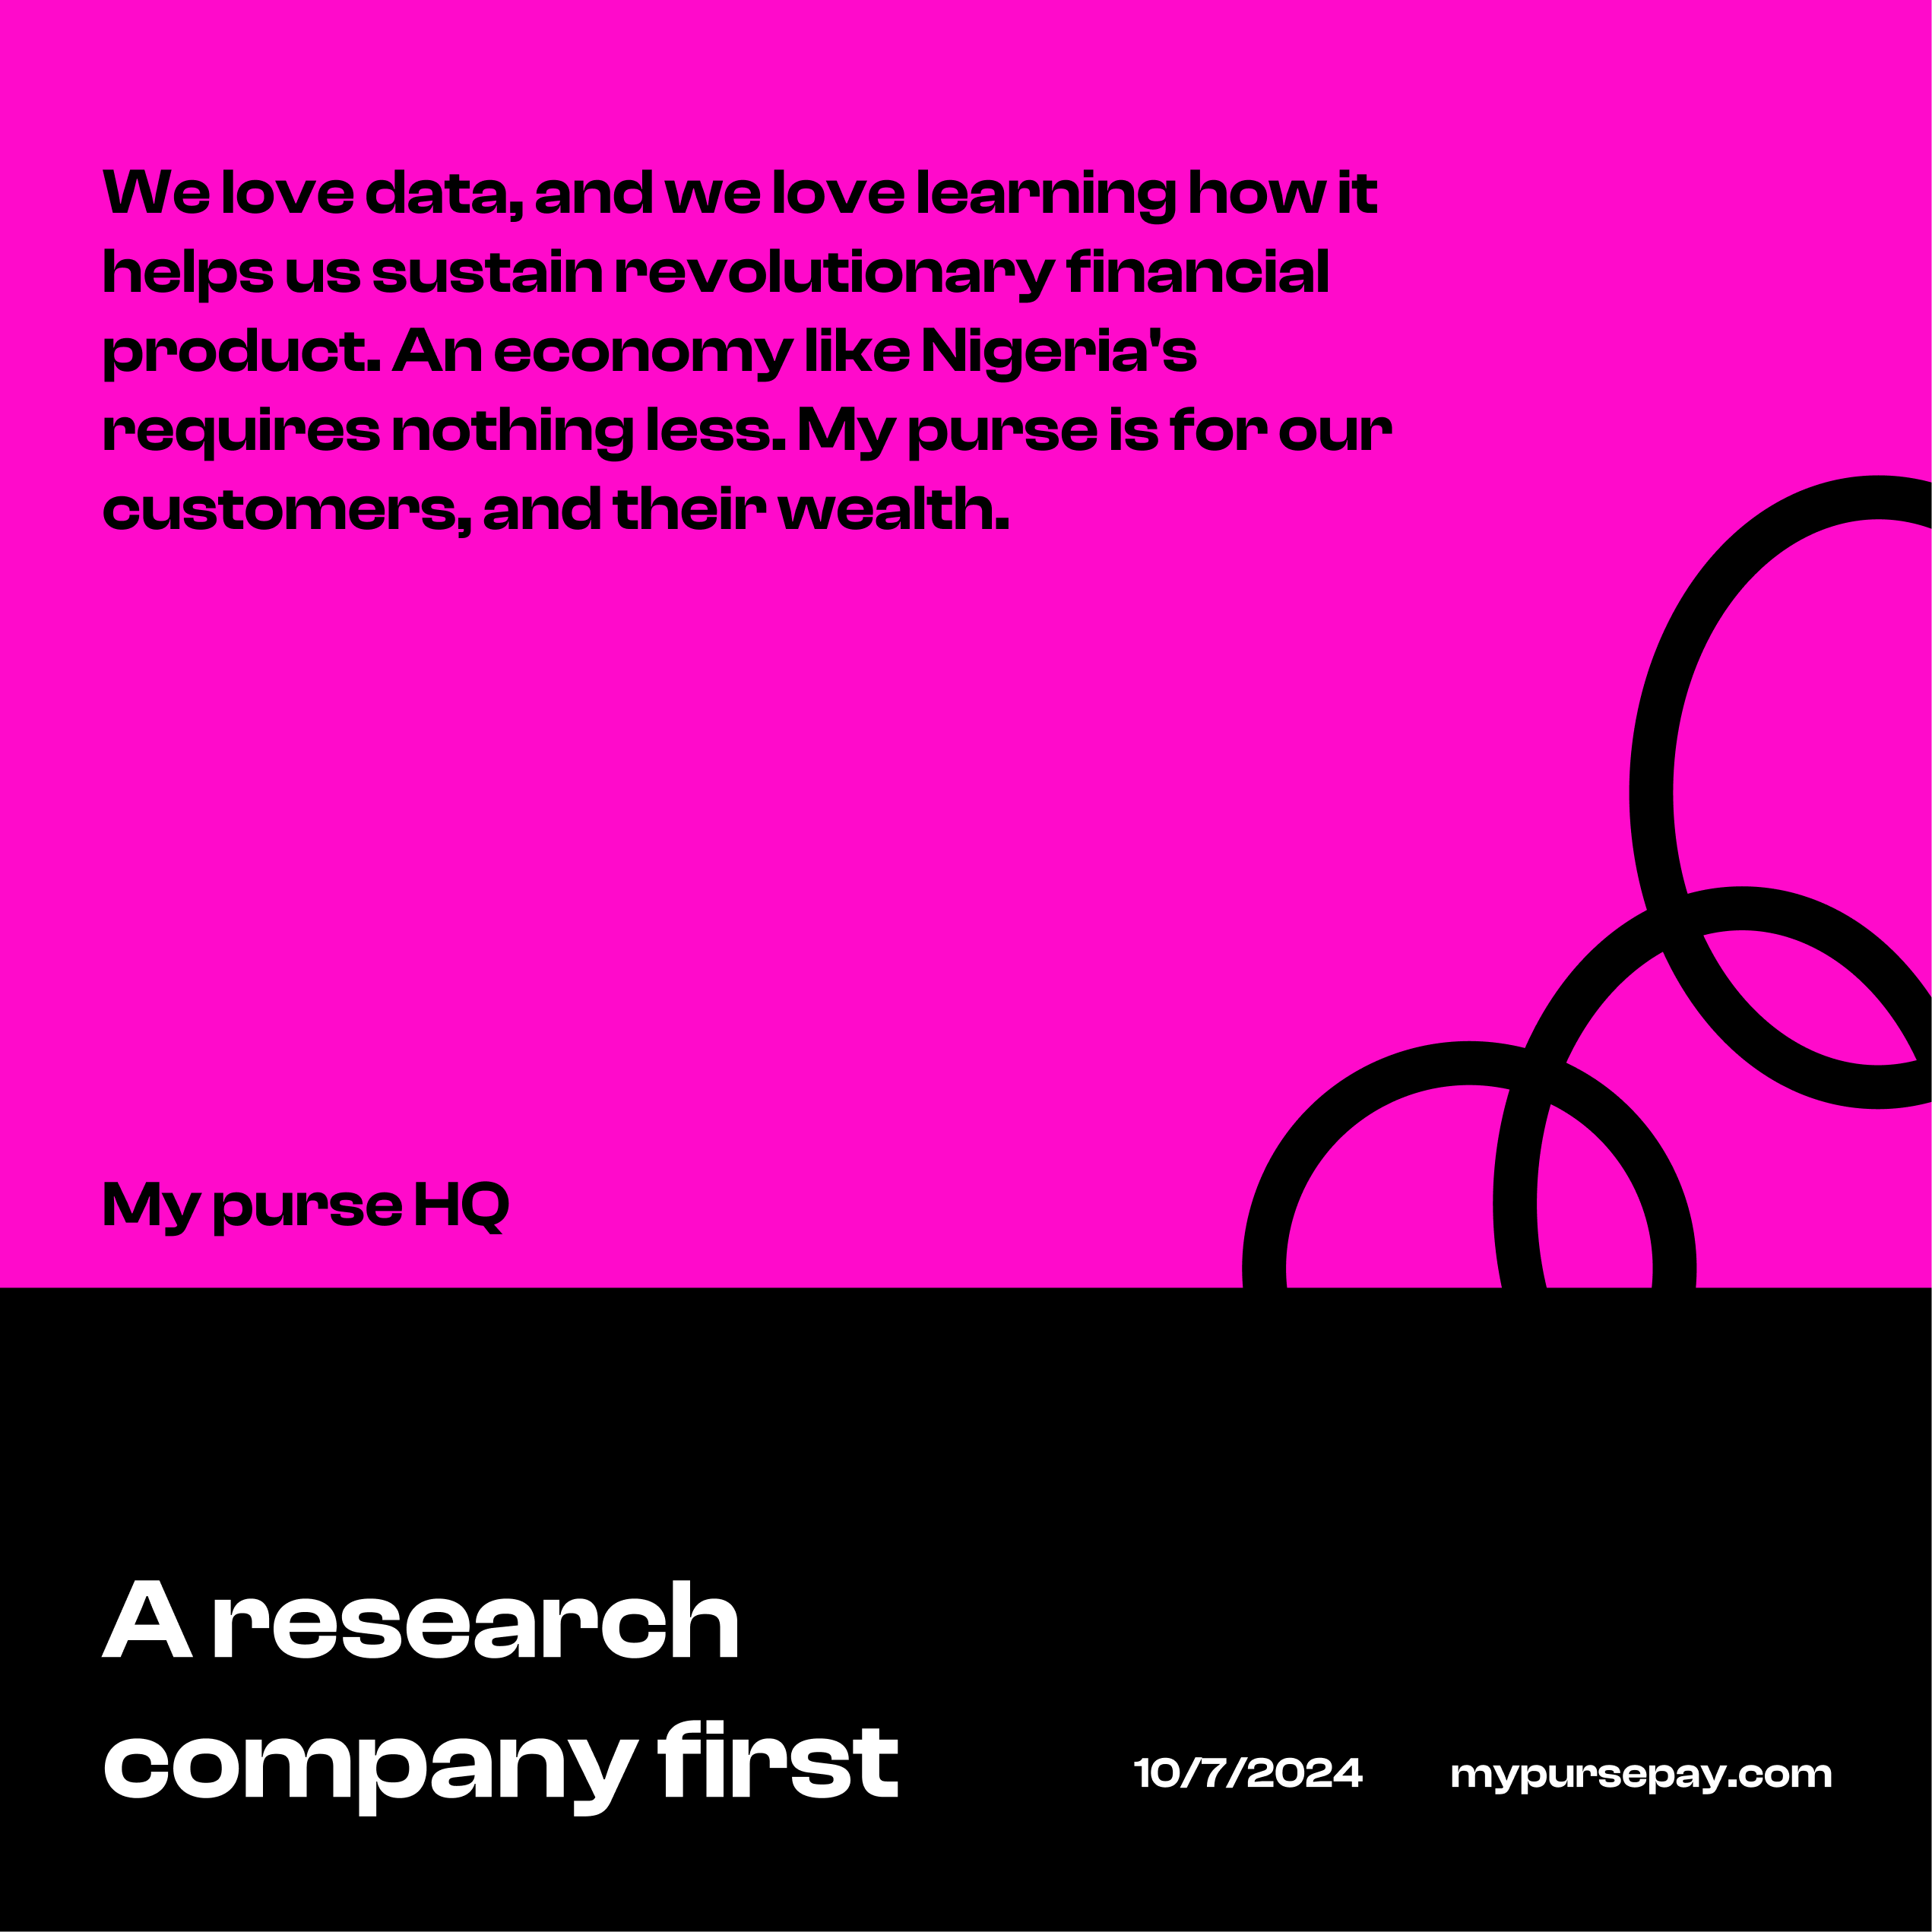 We love data, and we love learning how it
helps us sustain revolutionary financial
product. An economy like Nigeria's
requires nothing less. My purse is for our
customers, and their wealth.
My purse HQ
A research
company first
10/7/2024
mypursepay.com